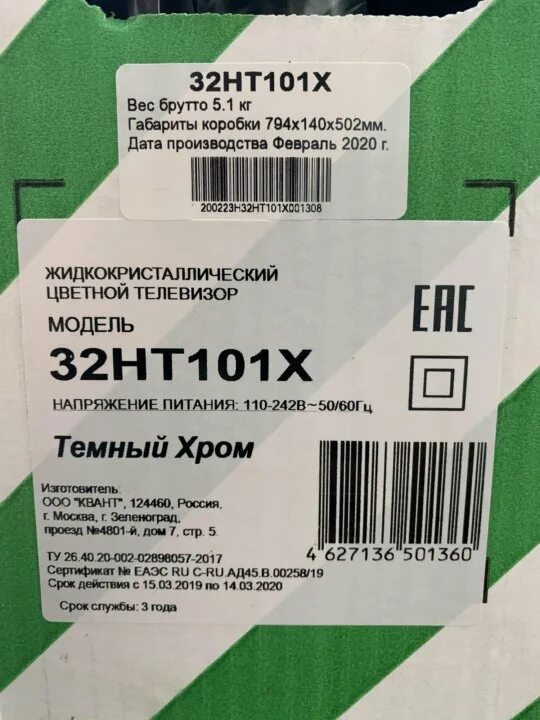 32HT101X
Вес брутто 5.1 кг
Габариты коробки 794x140x502мм.
Дата производства Февраль 2020 г.
200223H32HT101X001308
ЖИДКОКРИСТАЛЛИЧЕСКИЙ
ЦВЕТНОЙ ТЕЛЕВИЗОР
EAC
МОДЕЛЬ
32HT101X
НАПРЯЖЕНИЕ ПИТАНИЯ: 110-242В~50/60Гц
Темный Хром
Изготовитель:
ООО "КВАНТ", 124460, Россия,
г. Москва, г. Зеленоград,
проезд №4801-й, дом 7, стр. 5
4 627136 501360
ТУ 26.40.20-002-02898057-2017
Сертификат № ЕАЭС RU C-RU.АД45.В.00258/19
Срок действия с 15.03.2019 по 14.03.2020
Срок службы: 3 года